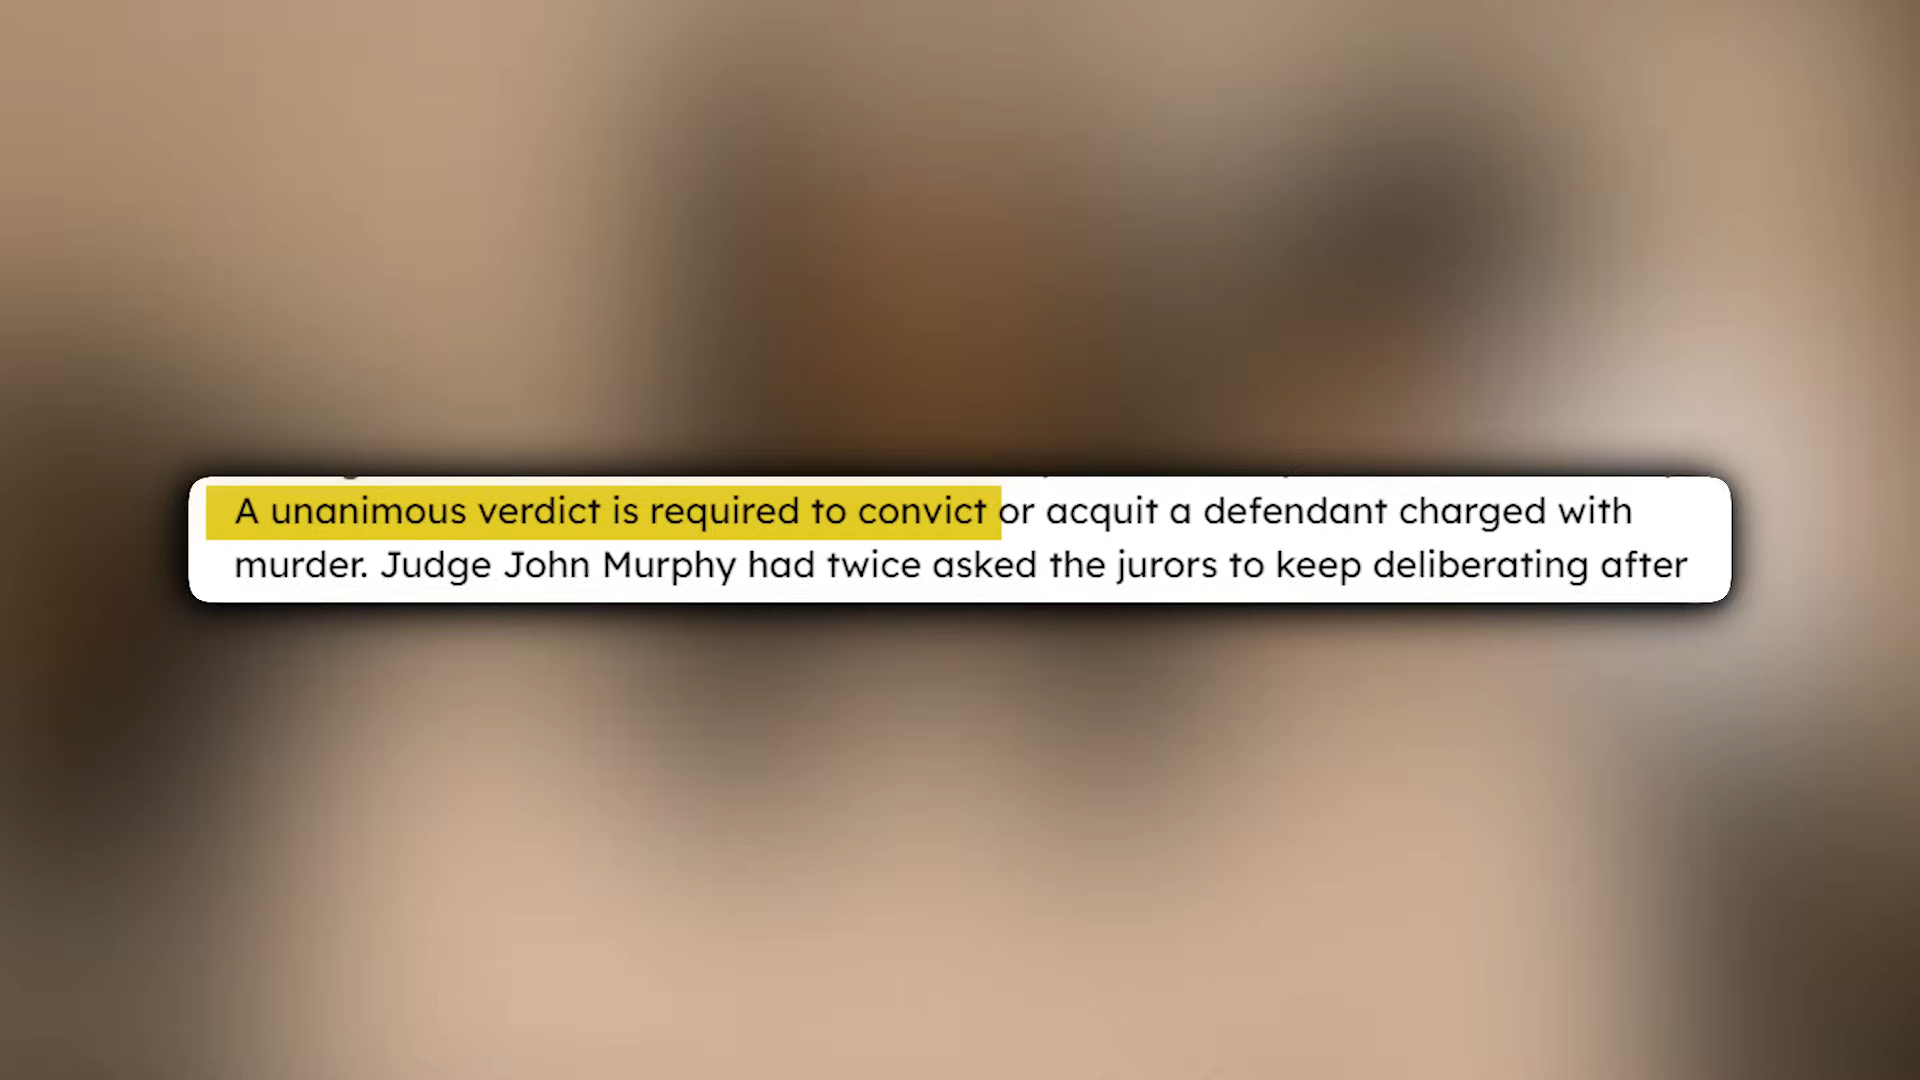 A unanimous verdict is required to convict or acquit a defendant charged with
murder. Judge John Murphy had twice asked the jurors to keep deliberating after